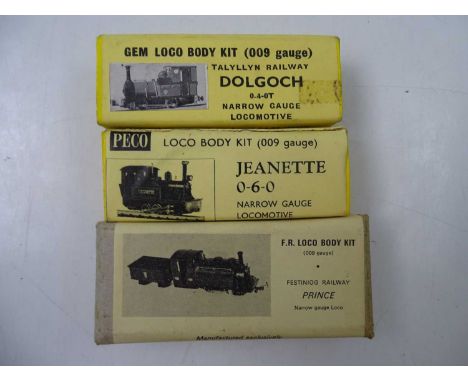 GEM LOCO BODY KIT (009 gauge)
TALYLLYN RAILWAY
DOLGOCH
0.4-0T
NARROW GAUGE
LOCOMOTIVE
PECO LOCO BODY KIT (009 gauge)
JEANETTE
0-6-0
NARROW GAUGE
LOCOMOTIVE
F.R. LOCO BODY KIT
(009 gauge)
FESTINIOG RAILWAY
PRINCE
Narrow gauge Loco
Manufactured exclusively